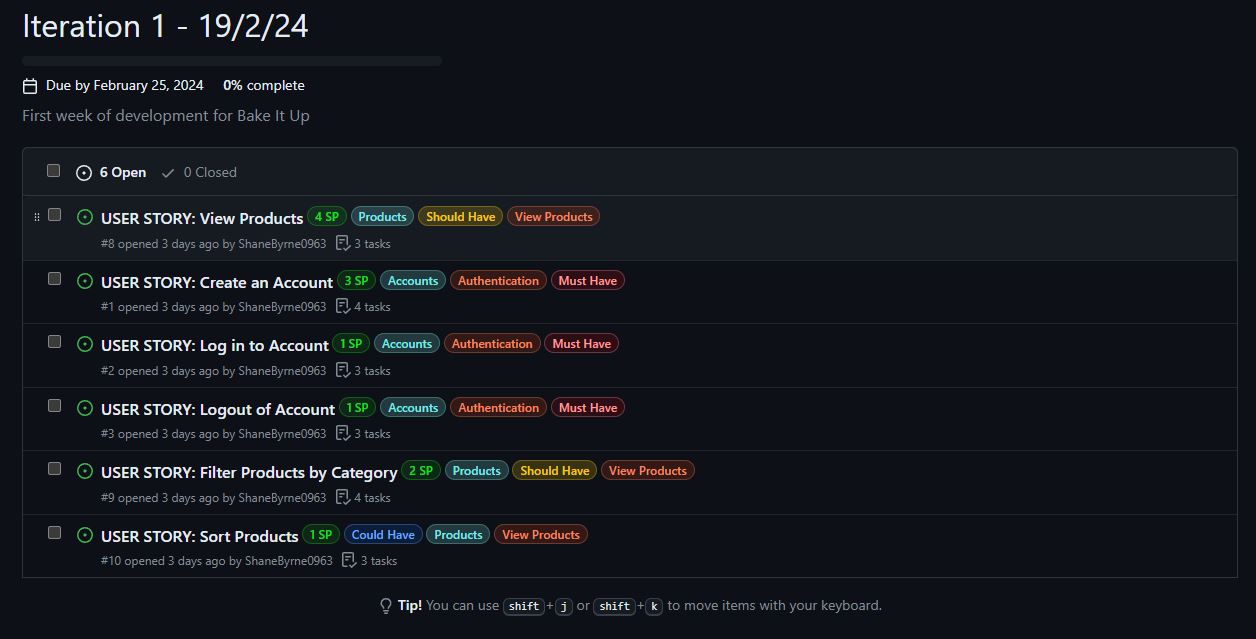 Iteration 1 - 19/2/24
Due by February 25, 2024 0% complete
First week of development for Bake It Up
6 Open 0 Closed
USER STORY: View Products 4 SP Products Should Have View Products
#8 opened 3 days ago by ShaneByrne0963 3 tasks
USER STORY: Create an Account 3 SP Accounts Authentication Must Have
#1 opened 3 days ago by ShaneByrne0963 4 tasks
USER STORY: Log in to Account 1 SP Accounts Authentication Must Have
#2 opened 3 days ago by ShaneByrne0963 3 tasks
USER STORY: Logout of Account 1 SP Accounts Authentication Must Have
#3 opened 3 days ago by ShaneByrne0963 3 tasks
USER STORY: Filter Products by Category 2 SP Products Should Have View Products
#9 opened 3 days ago by ShaneByrne0963 4 tasks
USER STORY: Sort Products 1 SP Could Have Products View Products
#10 opened 3 days ago by ShaneByrne0963 3 tasks
Tip! You can use shift+j or shift+k to move items with your keyboard.